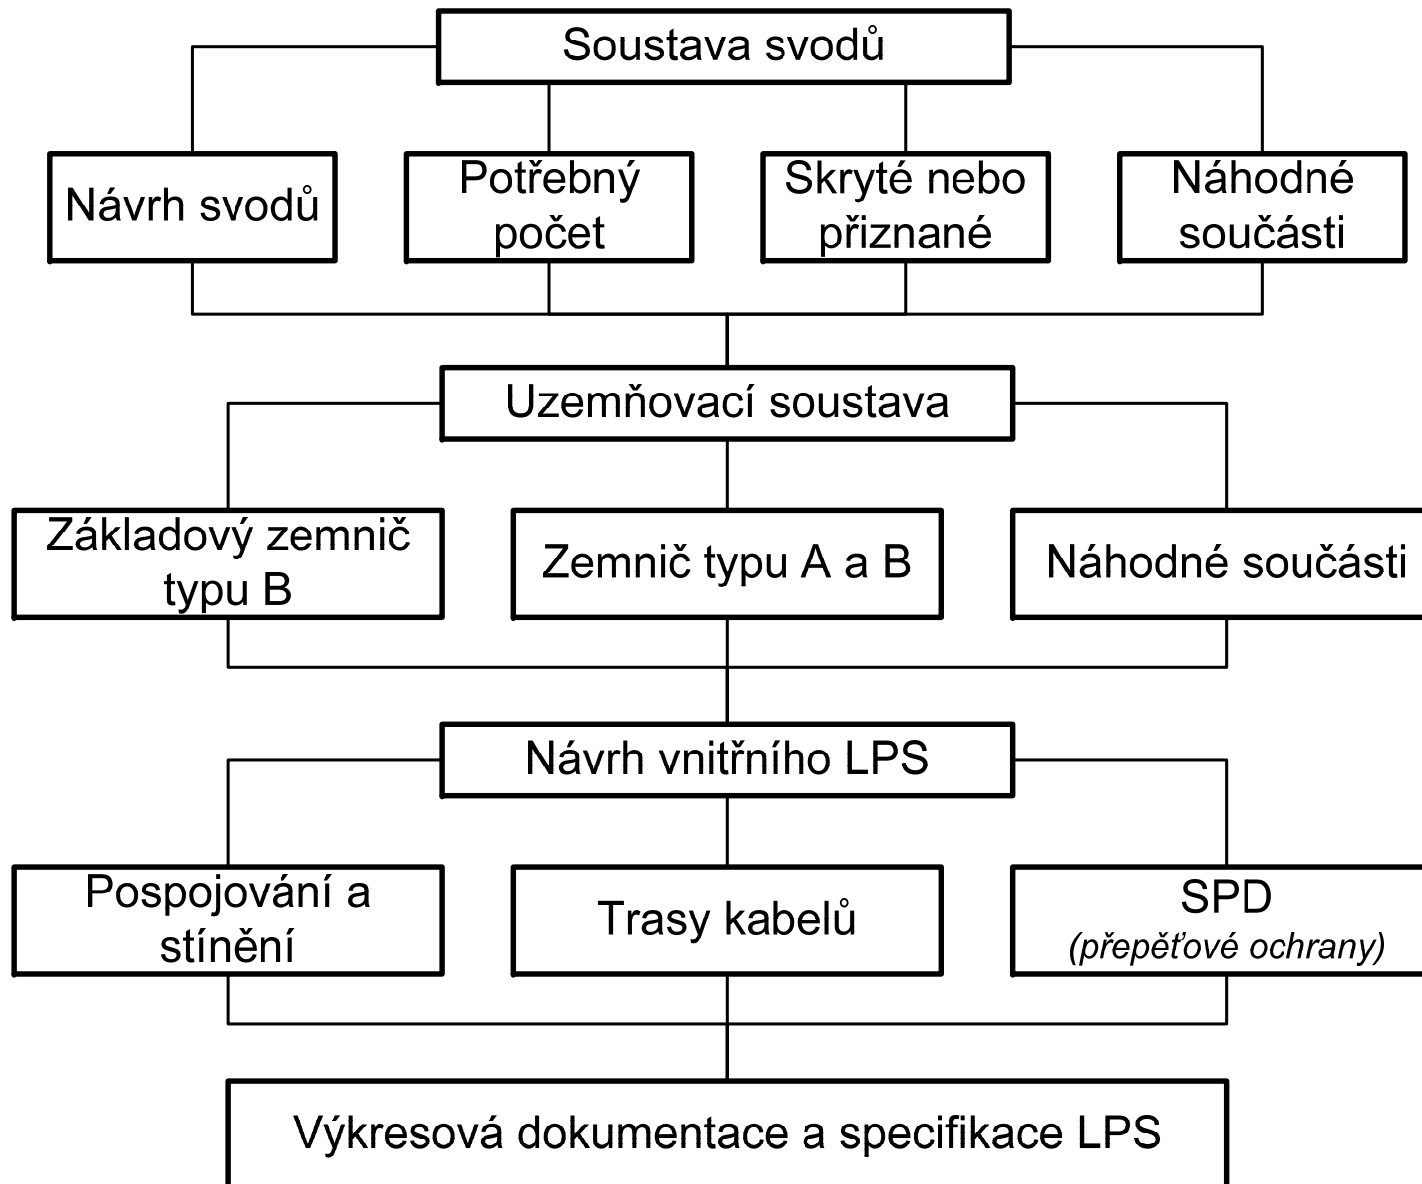 Soustava svodů
Návrh svodů
Potřebný
počet
Skryté nebo
přiznané
Náhodné
součásti
Uzemňovací soustava
Základový zemnič
typu B
Zemnič typu A a B
Náhodné součásti
Návrh vnitřního LPS
Pospojování a
stínění
Trasy kabelů
SPD
(přepěťové ochrany)
Výkresová dokumentace a specifikace LPS